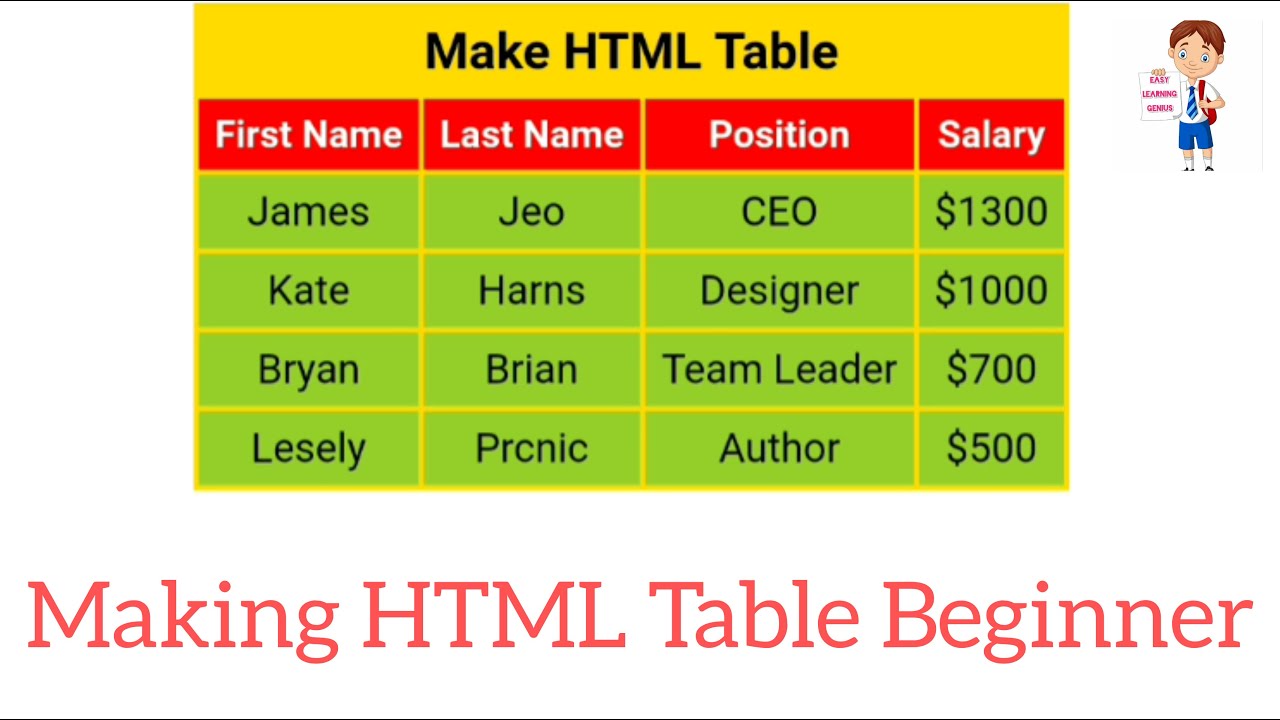 Make HTML Table
First Name Last Name Position Salary
James Jeo CEO $1300
Kate Harns Designer $1000
Bryan Brian Team Leader $700
Lesely Prcnic Author $500
EASY
LEARNING
GENIUS
Making HTML Table Beginner